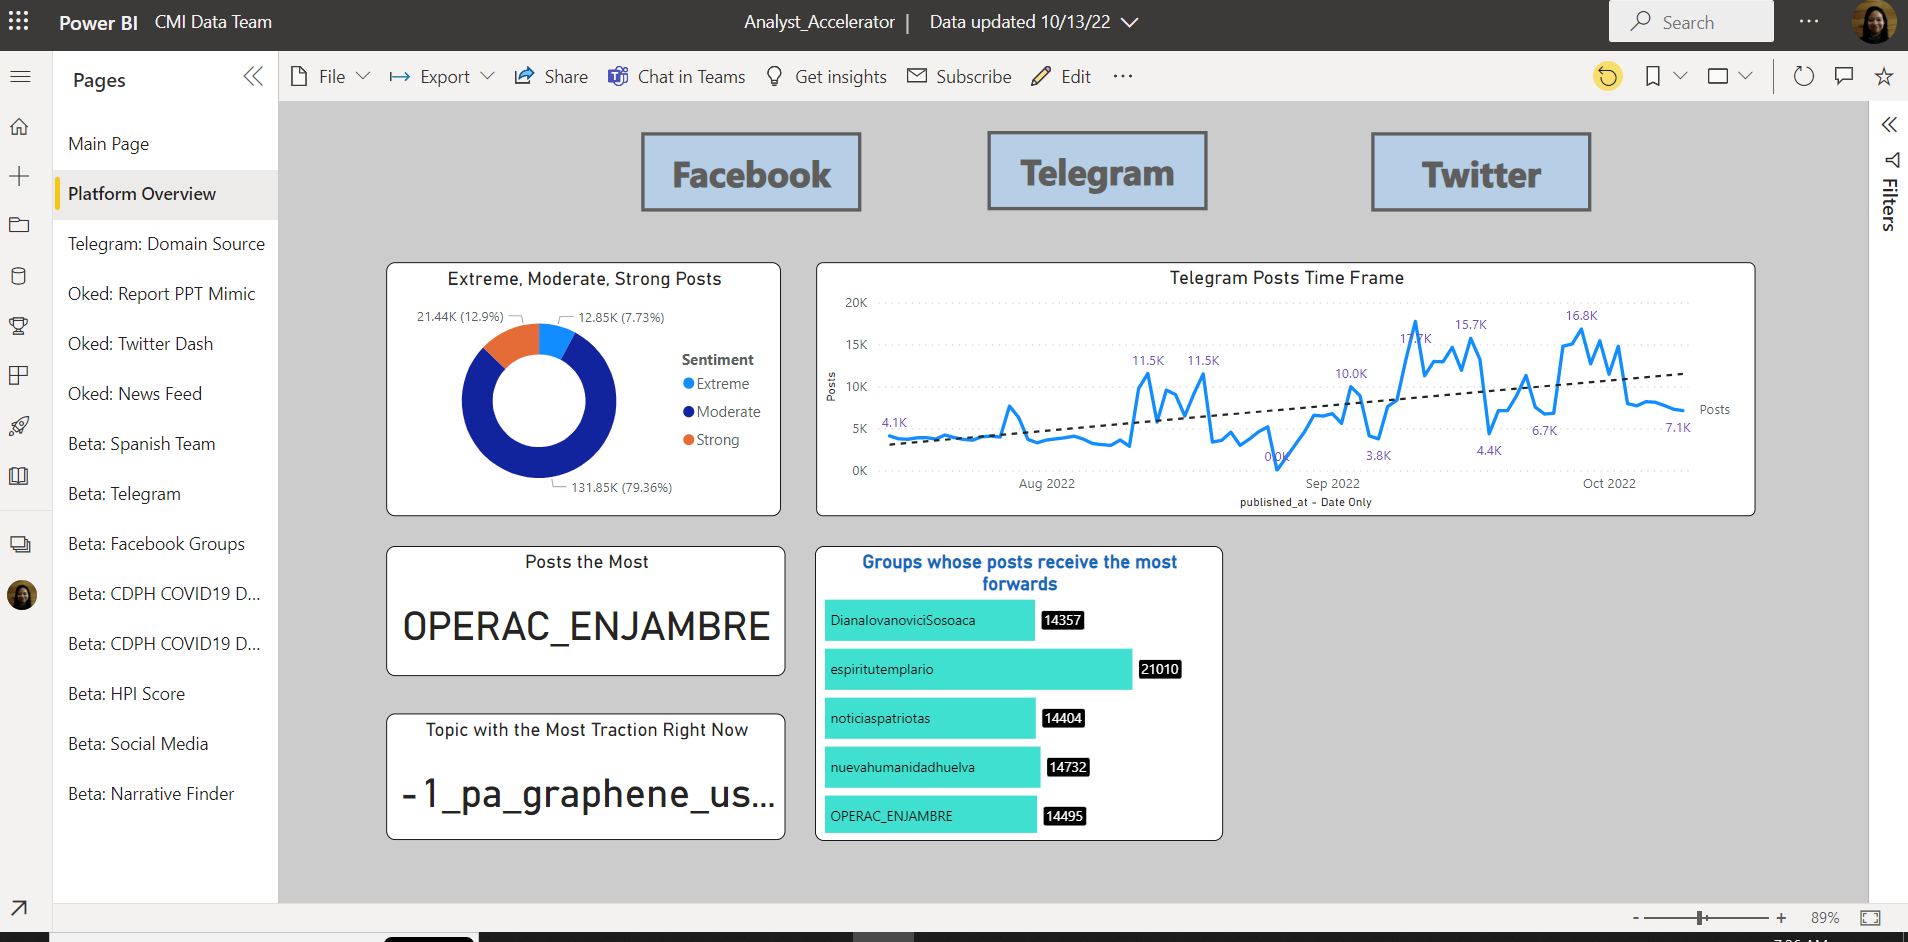 Power BI CMI Data Team
Analyst_Accelerator | Data updated 10/13/22
Search
Pages
File
Export
Share
Chat in Teams
Get insights
Subscribe
Edit
Main Page
Platform Overview
Telegram: Domain Source
Oked: Report PPT Mimic
Oked: Twitter Dash
Oked: News Feed
Beta: Spanish Team
Beta: Telegram
Beta: Facebook Groups
Beta: CDPH COVID19 D...
Beta: CDPH COVID19 D...
Beta: HPI Score
Beta: Social Media
Beta: Narrative Finder
Facebook
Telegram
Twitter
Filters
Extreme, Moderate, Strong Posts
21.44K (12.9%)
12.85K (7.73%)
131.85K (79.36%)
Sentiment
Extreme
Moderate
Strong
Telegram Posts Time Frame
Posts
20K
15K
10K
5K
0K
4.1K
11.5K
11.5K
0.0K
10.0K
3.8K
17.7K
15.7K
4.4K
6.7K
16.8K
7.1K
Posts
Aug 2022
Sep 2022
Oct 2022
published_at - Date Only
Posts the Most
OPERAC_ENJAMBRE
Topic with the Most Traction Right Now
-1_pa_graphene_us...
Groups whose posts receive the most
forwards
DianaIovanoviciSosoaca 14357
espiritutemplario 21010
noticiaspatriotas 14404
nuevahumanidadhuelva 14732
OPERAC_ENJAMBRE 14495
- + 89%